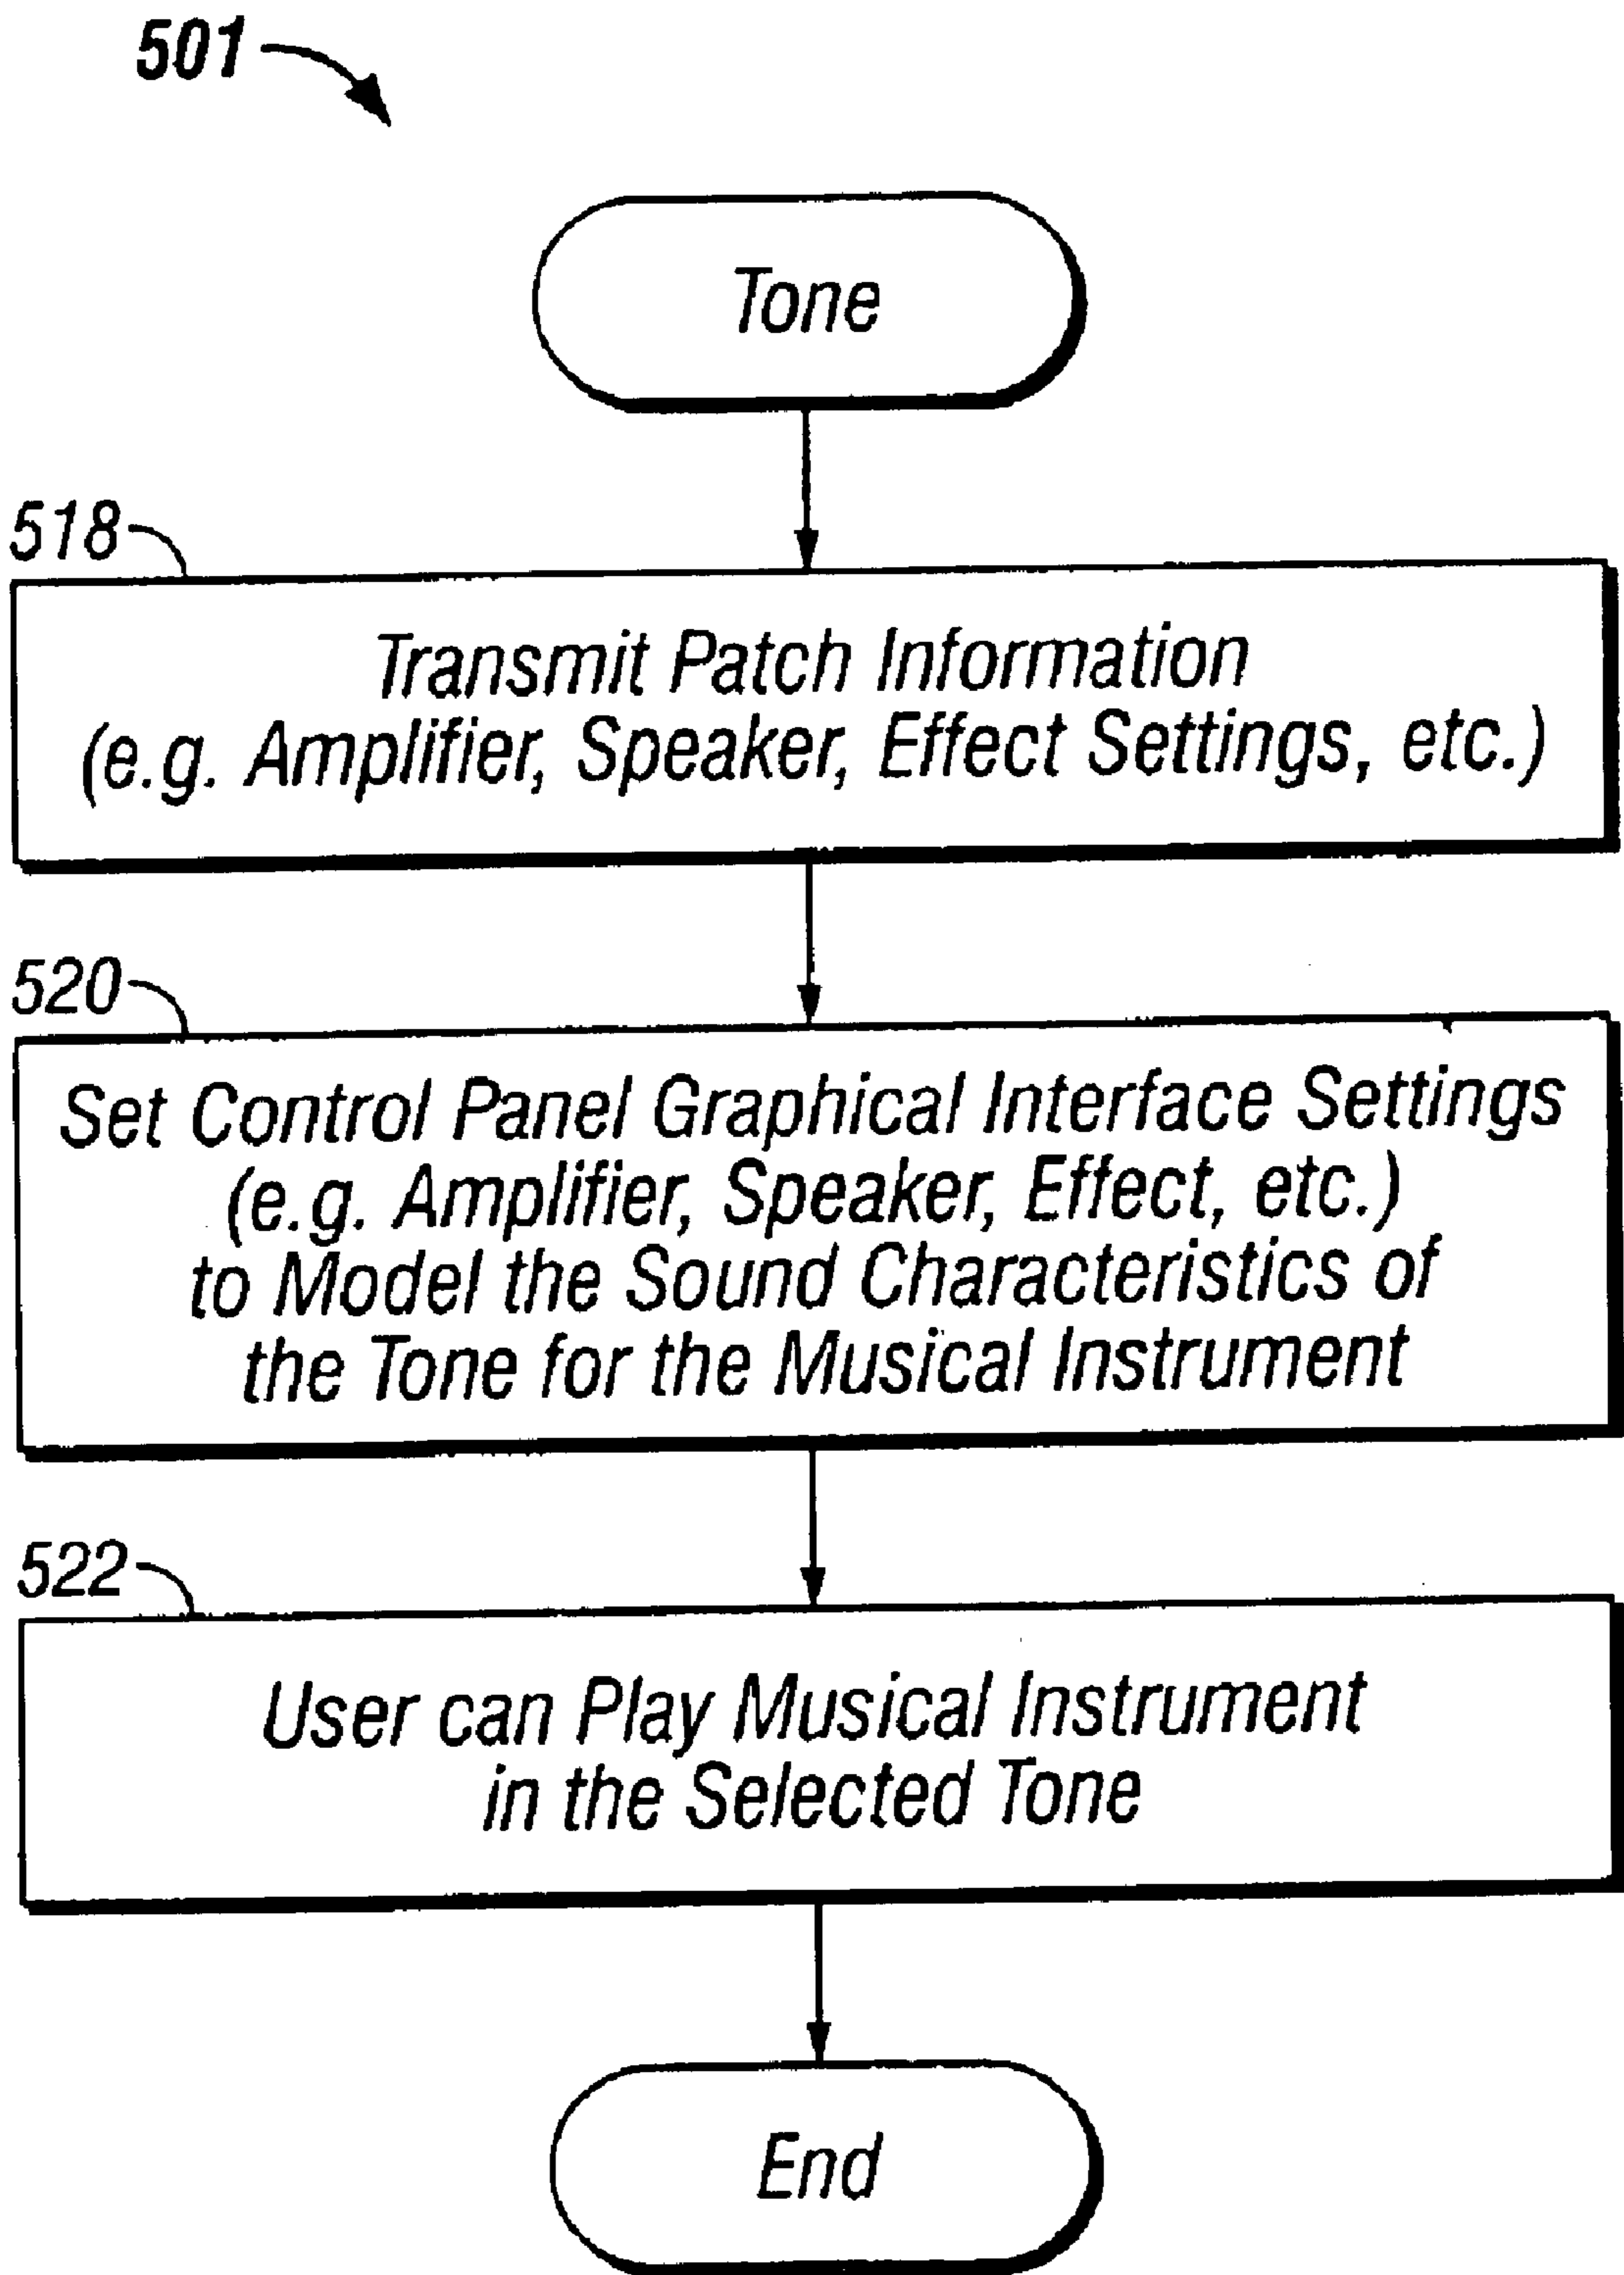 501
Tone
518
Transmit Patch Information
(e.g. Amplifier, Speaker, Effect Settings, etc.)
520
Set Control Panel Graphical Interface Settings
(e.g. Amplifier, Speaker, Effect, etc.)
to Model the Sound Characteristics of
the Tone for the Musical Instrument
522
User can Play Musical Instrument
in the Selected Tone
End